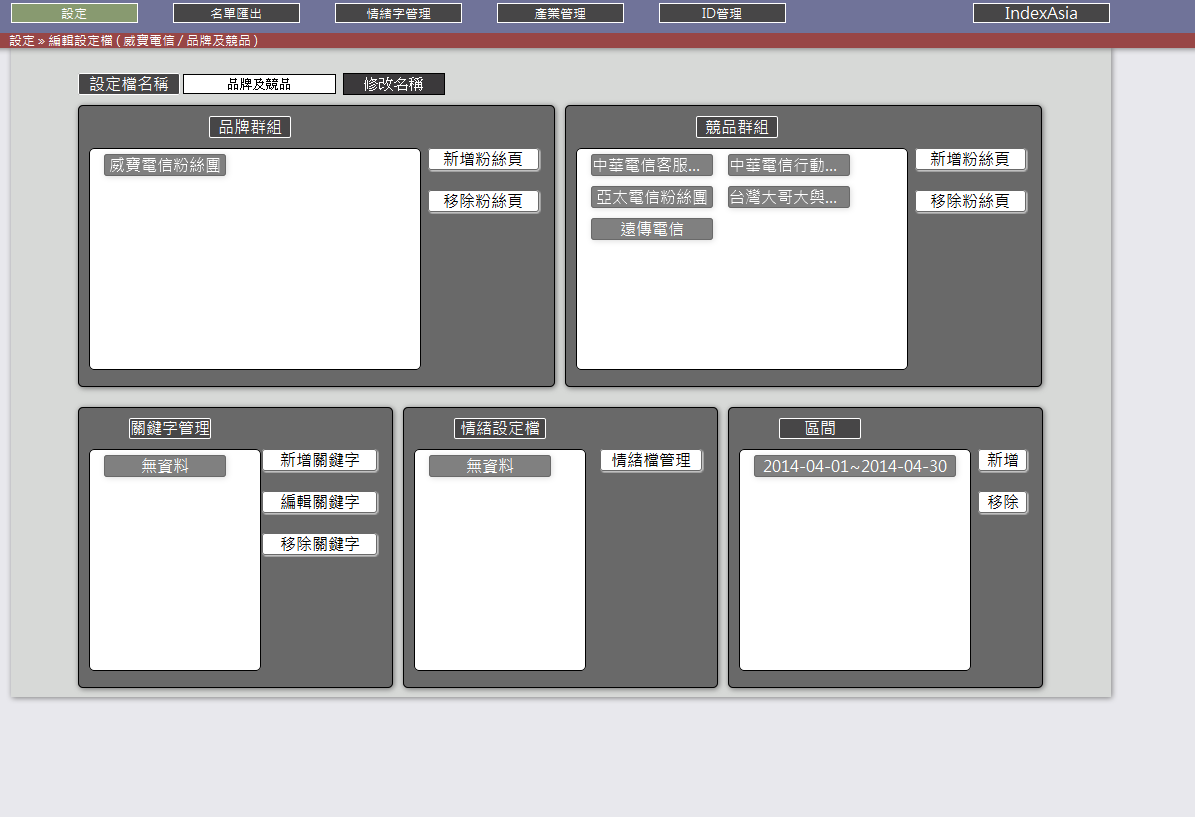 設定 名單匯出 情緒字管理 產業管理 ID管理 IndexAsia
設定 » 編輯設定檔 ( 威寶電信 / 品牌及競品 )
設定檔名稱 品牌及競品 修改名稱
品牌群組
威寶電信粉絲團
新增粉絲頁
移除粉絲頁
競品群組
中華電信客服... 中華電信行動...
亞太電信粉絲團 台灣大哥大與...
遠傳電信
新增粉絲頁
移除粉絲頁
關鍵字管理
無資料
新增關鍵字
編輯關鍵字
移除關鍵字
情緒設定檔
無資料
情緒檔管理
區間
2014-04-01~2014-04-30
新增
移除